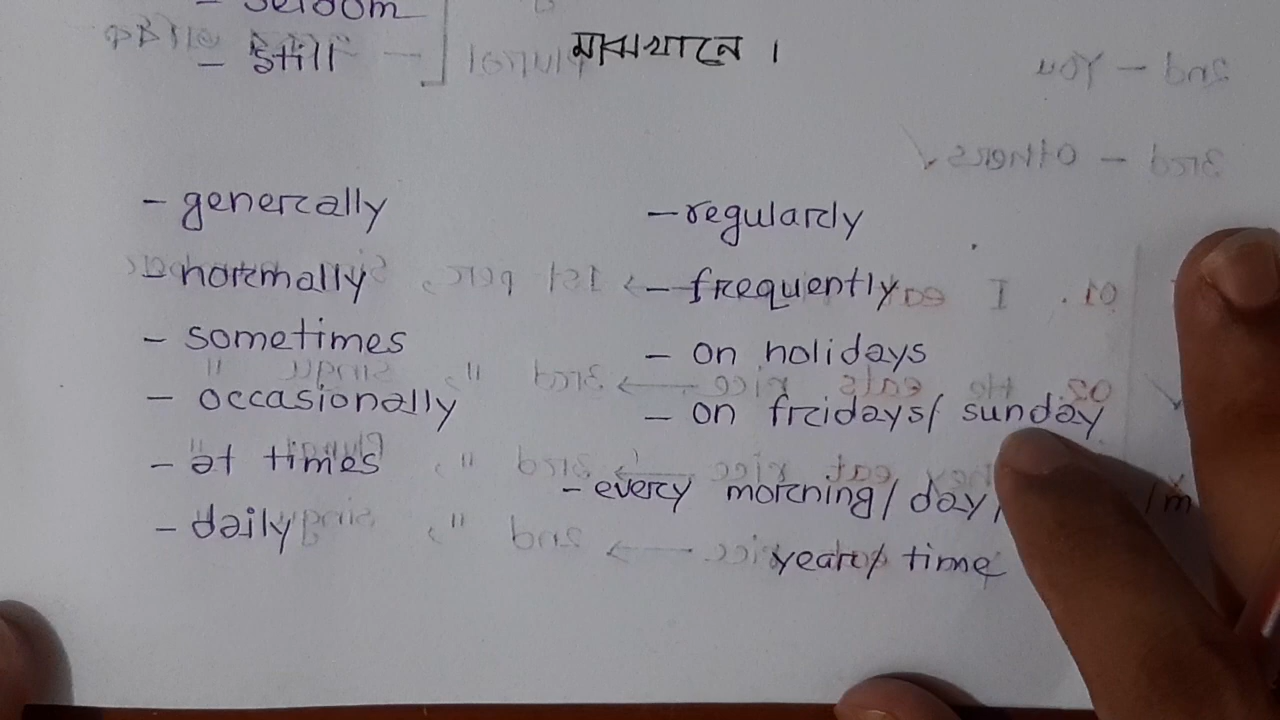 - seldom
- still
মাঝখানে ।
- generally
- normally
- sometimes
- occasionally
- at times
- daily
- regularly
- frequently
- on holidays
- on fridays/ sunday
- every morning/ day/ /m
year/ time